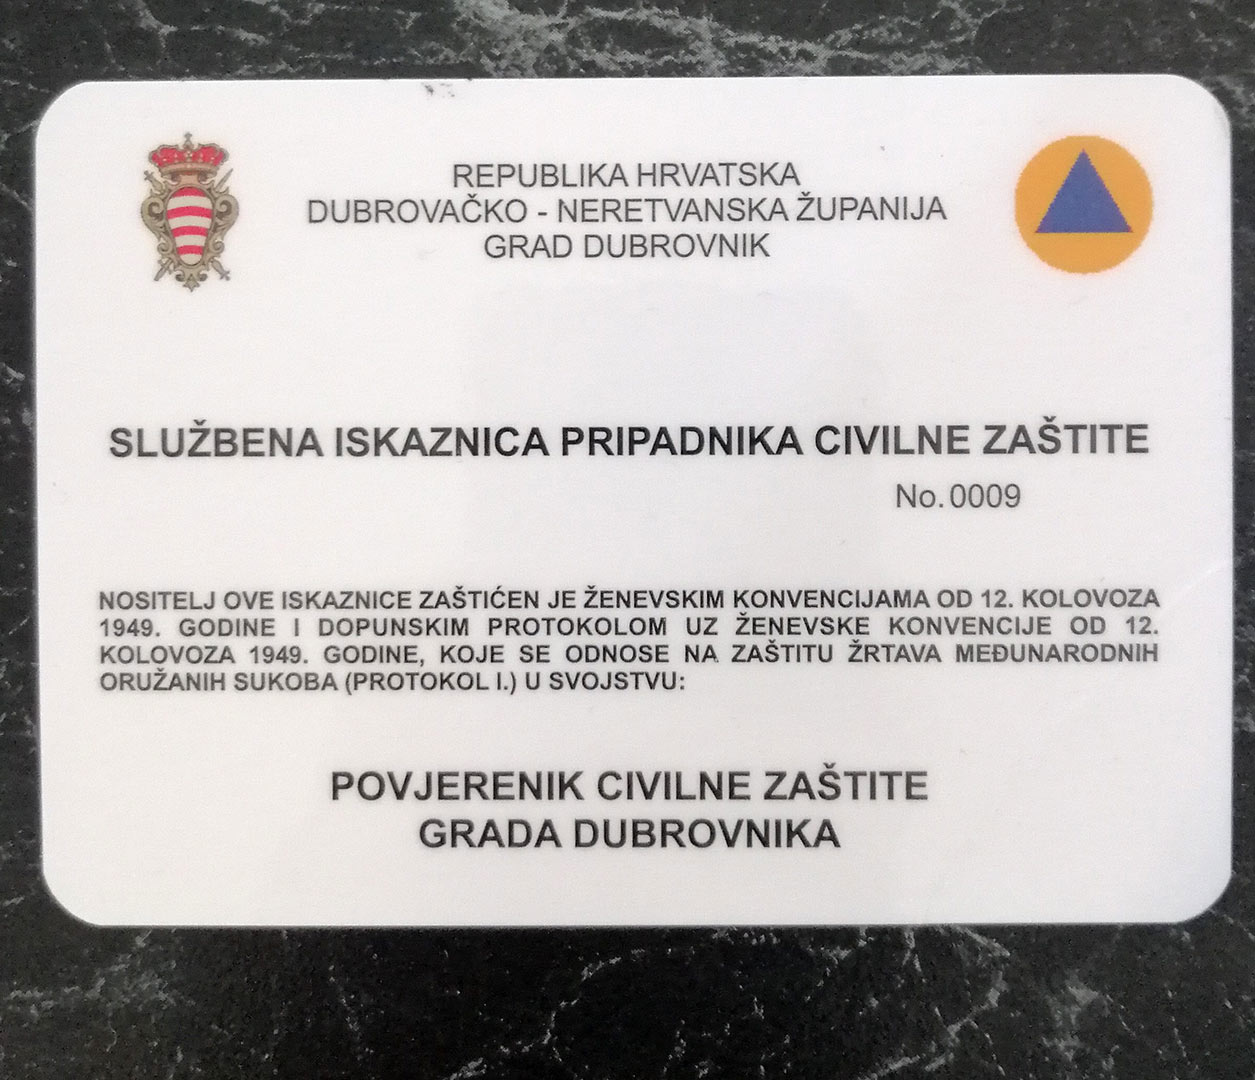 REPUBLIKA HRVATSKA
DUBROVAČKO - NERETVANSKA ŽUPANIJA
GRAD DUBROVNIK
SLUŽBENA ISKAZNICA PRIPADNIKA CIVILNE ZAŠTITE
No.0009
NOSITELJ OVE ISKAZNICE ZAŠTIĆEN JE ŽENEVSKIM KONVENCIJAMA OD 12. KOLOVOZA
1949. GODINE I DOPUNSKIM PROTOKOLOM UZ ŽENEVSKE KONVENCIJE OD 12.
KOLOVOZA 1949. GODINE, KOJE SE ODNOSE NA ZAŠTITU ŽRTAVA MEĐUNARODNIH
ORUŽANIH SUKOBA (PROTOKOL I.) U SVOJSTVU:
POVJERENIK CIVILNE ZAŠTITE
GRADA DUBROVNIKA